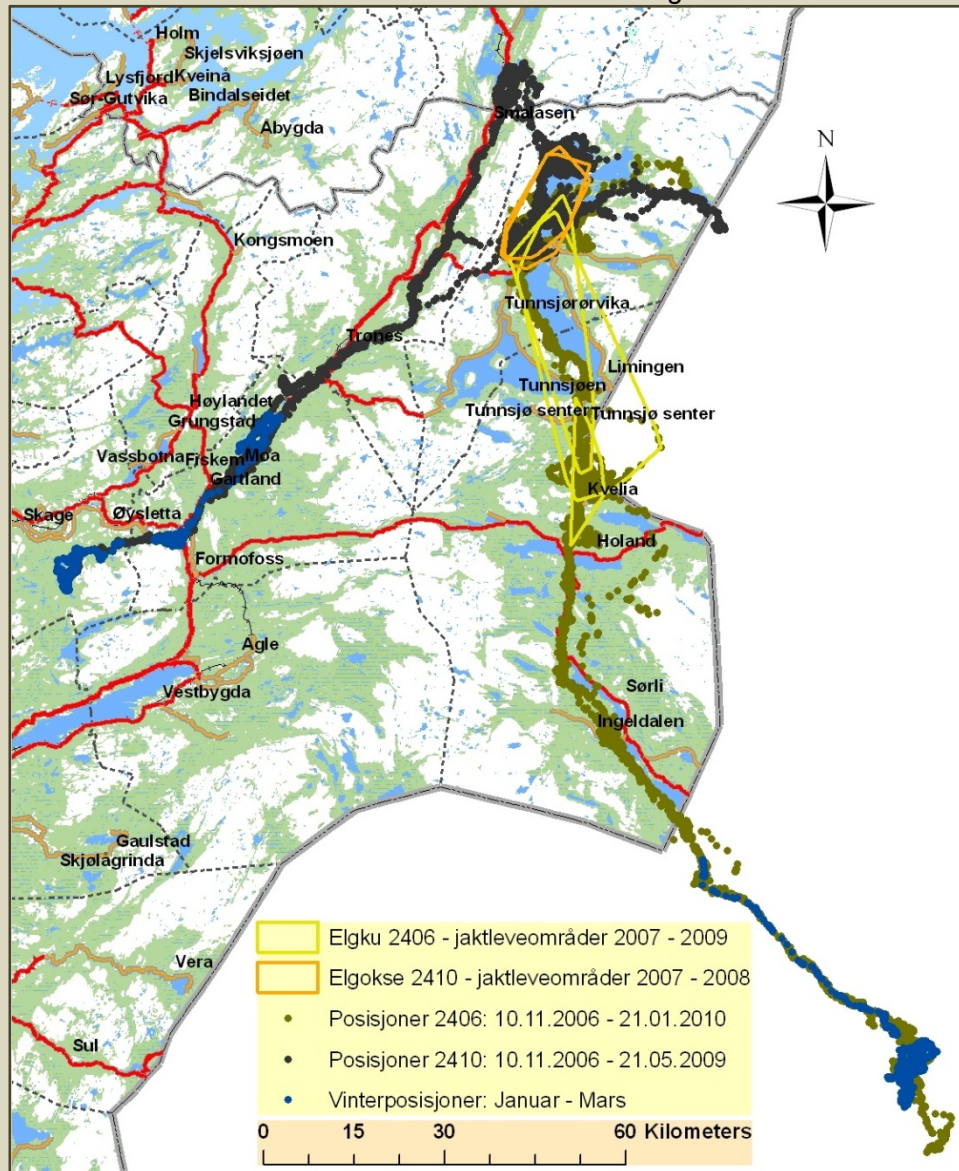 Holm
Skjelsviksjøen
Lysfjord Kveina
Sør-Gutvika
Bindalseidet
Åbygda
Smalåsen
N
Kongsmoen
Tunnsjørørvika
Trones
Limingen
Tunnsjøen
Høylandet
Tunnsjø senter Tunnsjø senter
Grungstad
Vassbotna Fiskem Moa
Gartland
Kvelia
Skage
Øysletta
Holand
Formofoss
Agle
Sørli
Vestbygda
Ingeldalen
Gaulstad
Skjølågrinda
Vera
Sul
Elgku 2406 - jaktleveområder 2007 - 2009
Elgokse 2410 - jaktleveområder 2007 - 2008
Posisjoner 2406: 10.11.2006 - 21.01.2010
Posisjoner 2410: 10.11.2006 - 21.05.2009
Vinterposisjoner: Januar - Mars
0 15 30 60 Kilometers